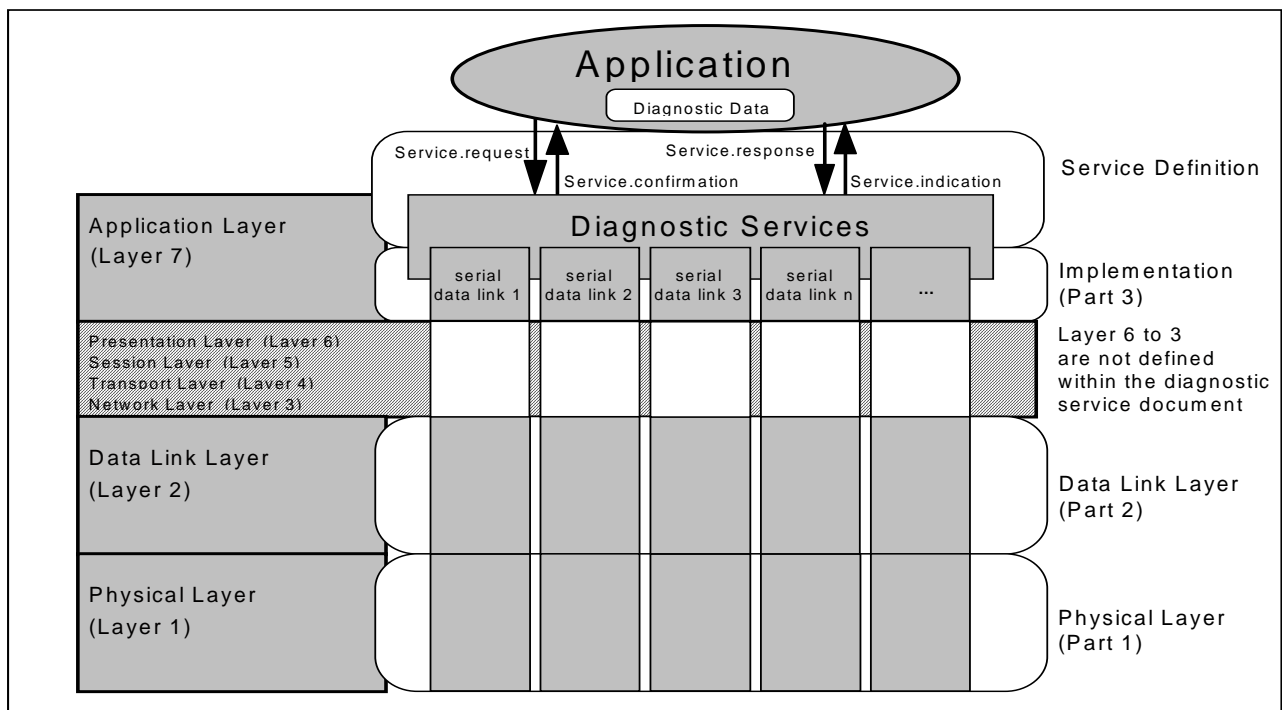 Application
Diagnostic Data
Service.request
Service.response
Service.confirmation
Service.indication
Service Definition
Application Layer
(Layer 7)
Diagnostic Services
serial
data link 1
serial
data link 2
serial
data link 3
serial
data link n
...
Implementation
(Part 3)
Presentation Layer (Layer 6)
Session Layer (Layer 5)
Transport Layer (Layer 4)
Network Layer (Layer 3)
Layer 6 to 3
are not defined
within the diagnostic
service document
Data Link Layer
(Layer 2)
Data Link Layer
(Part 2)
Physical Layer
(Layer 1)
Physical Layer
(Part 1)